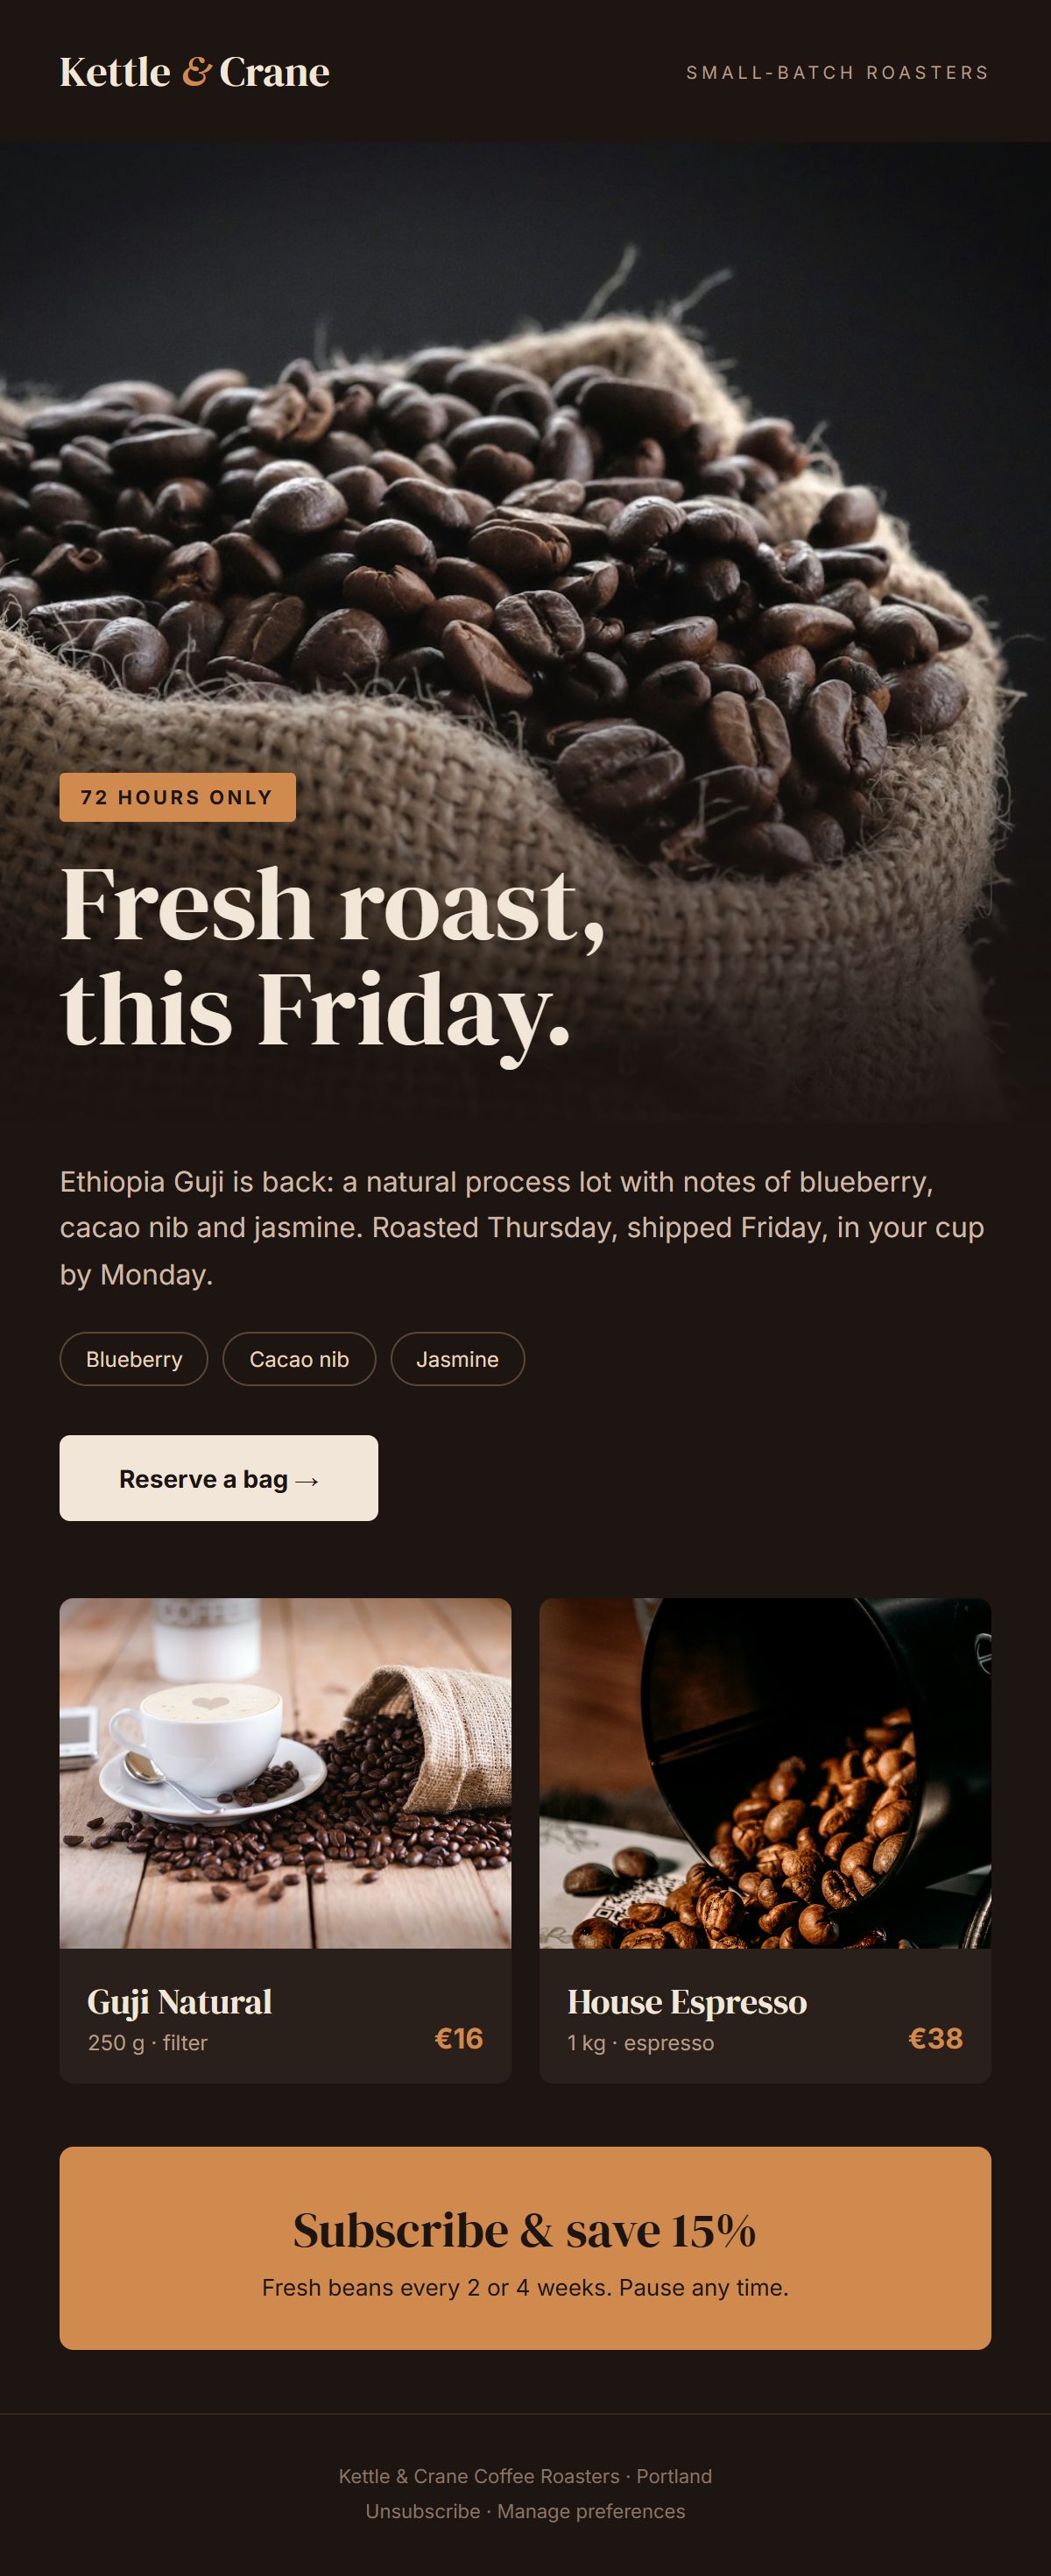 Kettle & Crane
SMALL-BATCH ROASTERS
72 HOURS ONLY
Fresh roast,
this Friday.
Ethiopia Guji is back: a natural process lot with notes of blueberry,
cacao nib and jasmine. Roasted Thursday, shipped Friday, in your cup
by Monday.
Blueberry
Cacao nib
Jasmine
Reserve a bag →
COFFEE
Guji Natural
250 g · filter
€16
House Espresso
1 kg · espresso
€38
Subscribe & save 15%
Fresh beans every 2 or 4 weeks. Pause any time.
Kettle & Crane Coffee Roasters · Portland
Unsubscribe · Manage preferences